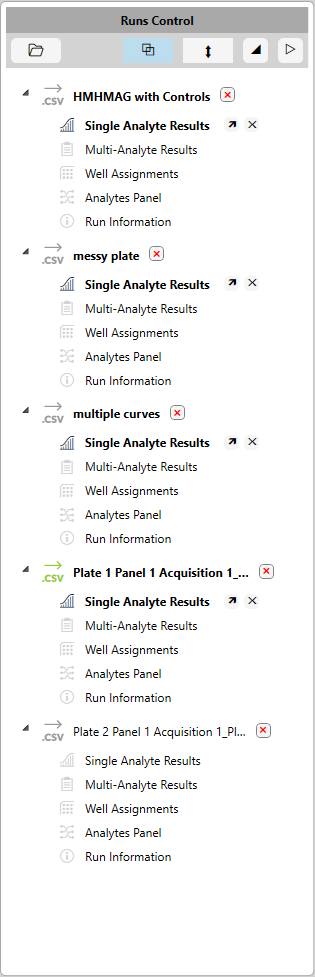 Runs Control
.CSV HMHMAG with Controls
Single Analyte Results
Multi-Analyte Results
Well Assignments
Analytes Panel
Run Information
.CSV messy plate
Single Analyte Results
Multi-Analyte Results
Well Assignments
Analytes Panel
Run Information
.CSV multiple curves
Single Analyte Results
Multi-Analyte Results
Well Assignments
Analytes Panel
Run Information
.CSV Plate 1 Panel 1 Acquisition 1_...
Single Analyte Results
Multi-Analyte Results
Well Assignments
Analytes Panel
Run Information
.CSV Plate 2 Panel 1 Acquisition 1_Pl...
Single Analyte Results
Multi-Analyte Results
Well Assignments
Analytes Panel
Run Information